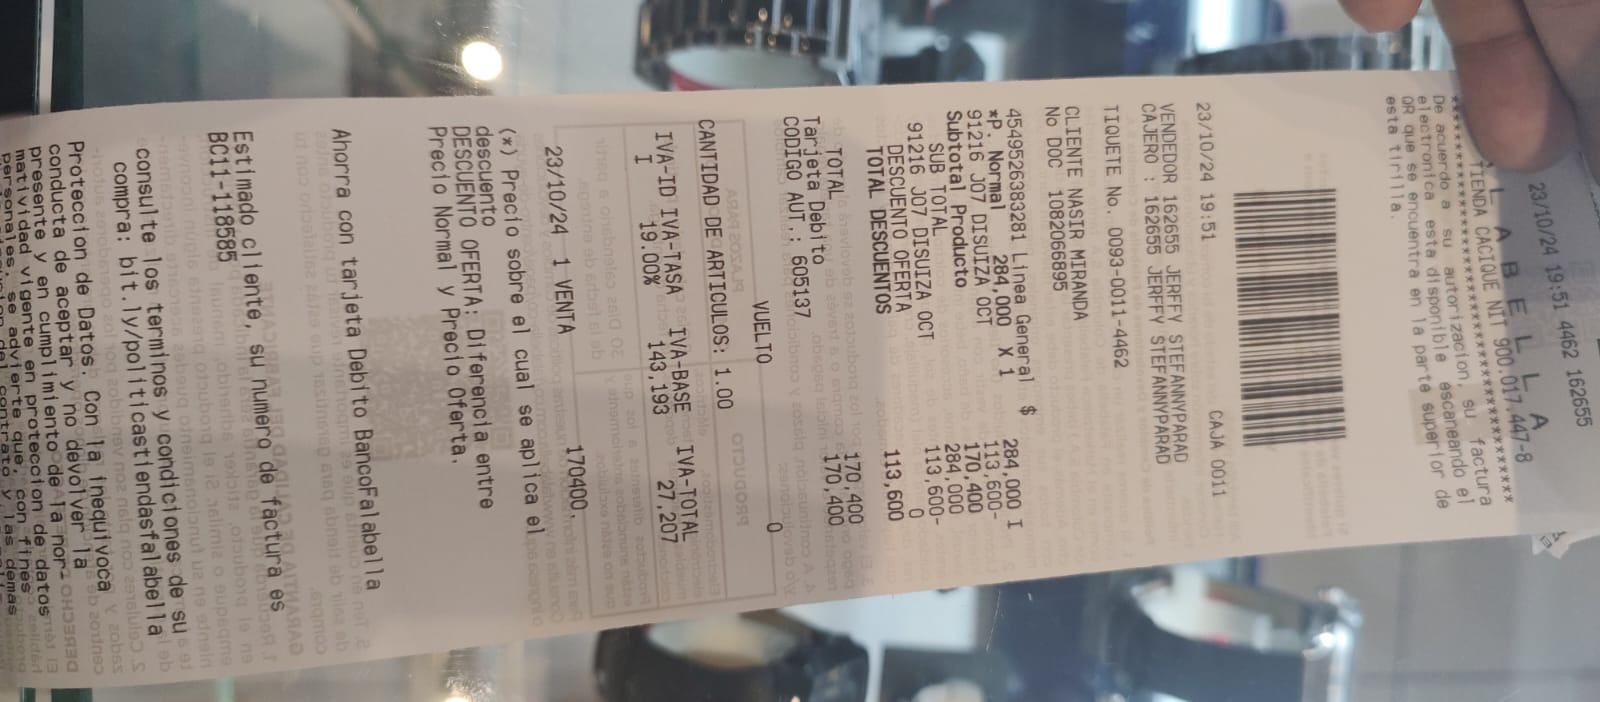 23/10/24 19:51 4462 162655
L A B E L L A
TIENDA CACIQUE NIT 900.017.447-8
De acuerdo a su autorizacion, su factura
electronica esta disponible escaneando el
QR que se encuentra en la parte superior de
esta tirilla.
23/10/24 19:51 CAJA 0011
VENDEDOR 162655 JERFFY STEFANNYPARAD
CAJERO : 162655 JERFFY STEFANNYPARAD
TIQUETE No. 0093-0011-4462
CLIENTE NASIR MIRANDA
No DOC 1082066895
4549526383281 Linea General $ 284,000 I
*P. Normal 284,000 X 1 113,600-
91216 J07 DISUIZA OCT 170,400
Subtotal Producto 284,000
SUB TOTAL 113,600-
91216 J07 DISUIZA OCT 0
DESCUENTO OFERTA
TOTAL DESCUENTOS 113,600
TOTAL 170,400
Tarjeta Debito 170,400
CODIGO AUT.: 605137
VUELTO 0
CANTIDAD DE ARTICULOS: 1.00
IVA-ID IVA-TASA IVA-BASE IVA-TOTAL
I 19.00% 143,193 27,207
23/10/24 1 VENTA 170400.
(*) Precio sobre el cual se aplica el
descuento
DESCUENTO OFERTA: Diferencia entre
Precio Normal y Precio Oferta.
Ahorra con tarjeta Debito BancoFalabella
Estimado cliente, su numero de factura es
BC11-118585
consulte los terminos y condiciones de su
compra: bit.ly/politicastiendasfalabella
Proteccion de Datos: Con la inequivoca
conducta de aceptar y no devolver la
presente y en cumplimiento de la nor-
matividad vigente en proteccion de datos
personales, se advierte que, con fines